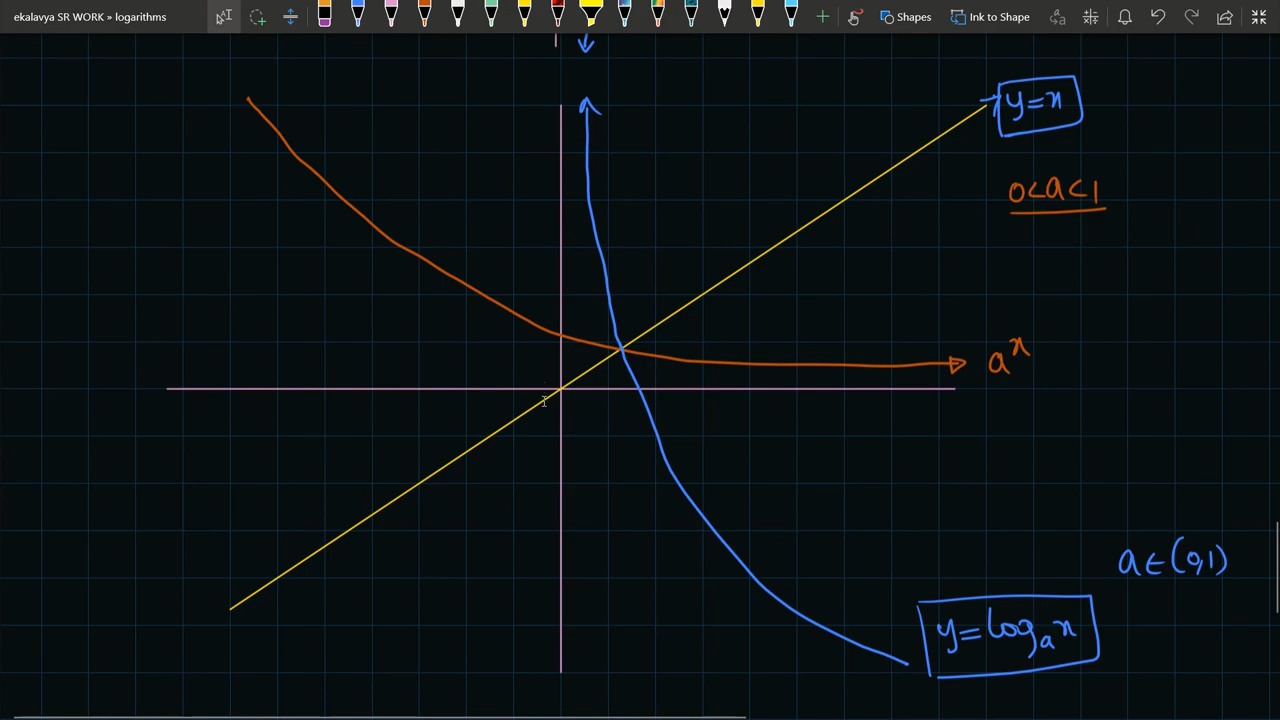 ekalavya SR WORK » logarithms
Shapes
Ink to Shape
y=x
0<a<1
a^x
a∈(0,1)
y=log_a x